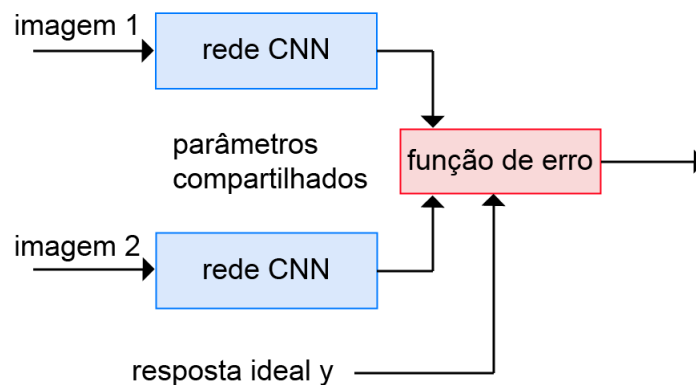 imagem 1
rede CNN
parâmetros
compartilhados
função de erro
imagem 2
rede CNN
resposta ideal y